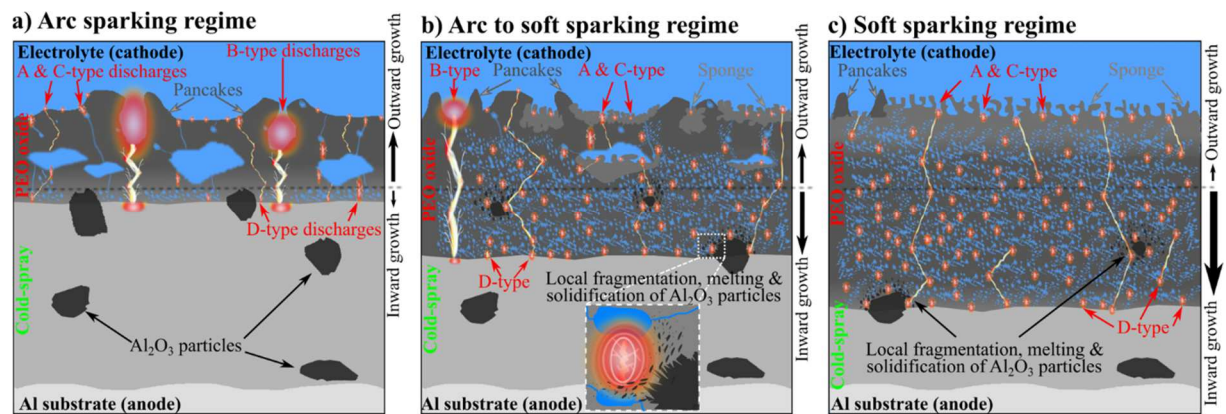 a) Arc sparking regime
Electrolyte (cathode)
B-type discharges
A & C-type discharges
Pancakes
PEO oxide
D-type discharges
Cold-spray
Al₂O₃ particles
Al substrate (anode)
Outward growth
Inward growth
b) Arc to soft sparking regime
Electrolyte (cathode)
B-type
Pancakes
A & C-type
Sponge
PEO oxide
D-type
Local fragmentation, melting &
solidification of Al₂O₃ particles
Cold-spray
Al substrate (anode)
Outward growth
Inward growth
c) Soft sparking regime
Electrolyte (cathode)
Pancakes
A & C-type
Sponge
PEO oxide
D-type
Local fragmentation, melting &
solidification of Al₂O₃ particles
Cold-spray
Al substrate (anode)
Outward growth
Inward growth